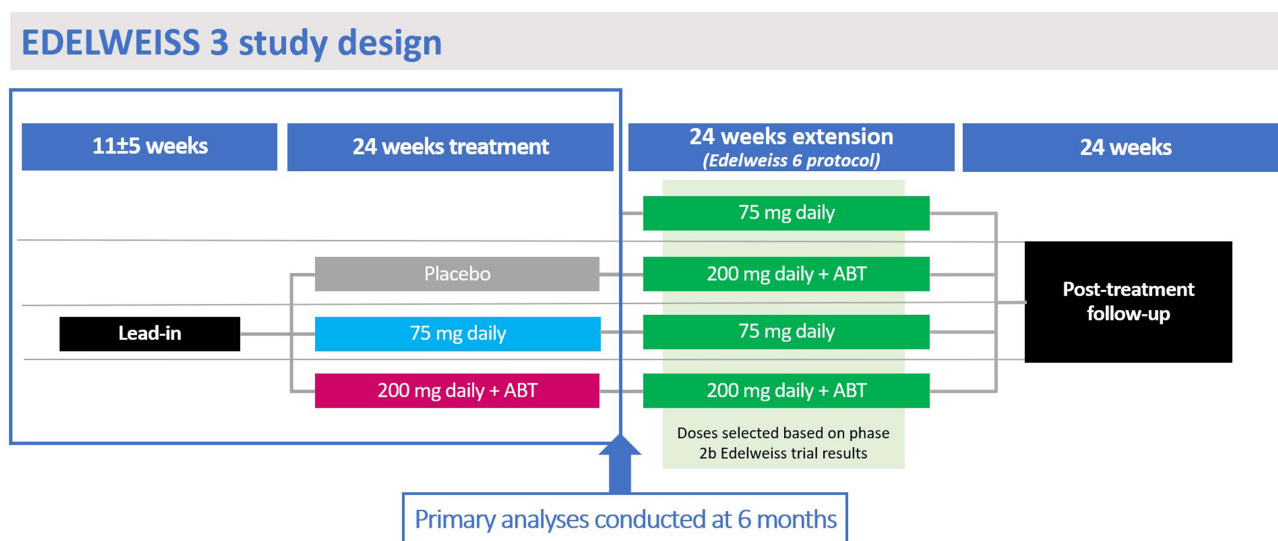 EDELWEISS 3 study design
11±5 weeks
24 weeks treatment
24 weeks extension
(Edelweiss 6 protocol)
24 weeks
75 mg daily
Placebo
200 mg daily + ABT
Lead-in
75 mg daily
75 mg daily
200 mg daily + ABT
200 mg daily + ABT
Post-treatment
follow-up
Doses selected based on phase
2b Edelweiss trial results
Primary analyses conducted at 6 months